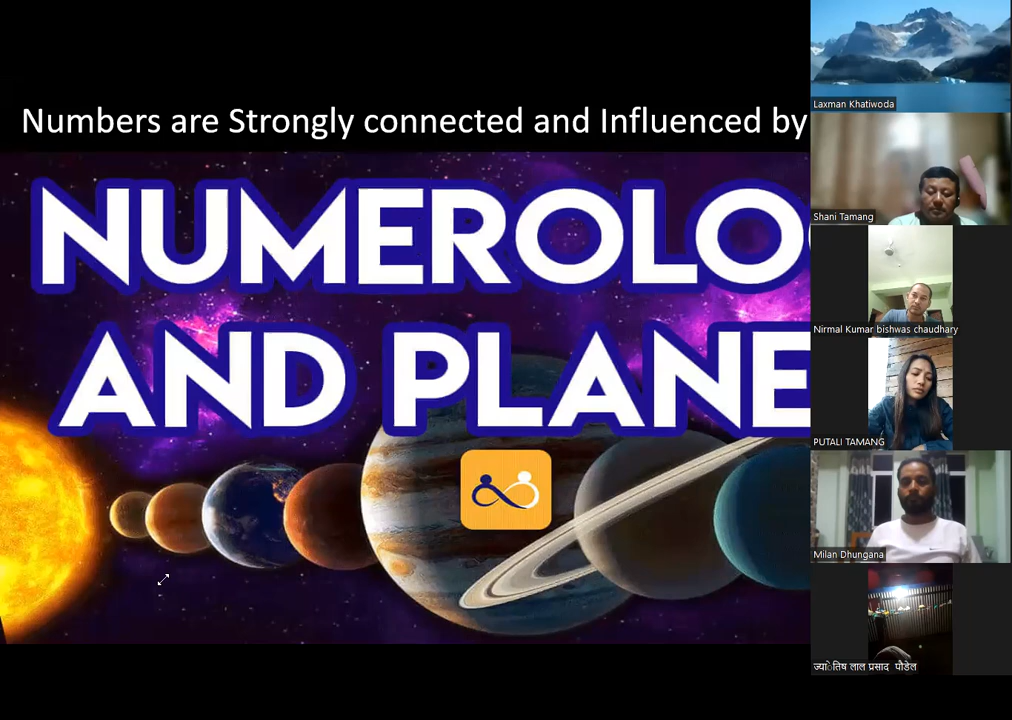 Numbers are Strongly connected and Influenced by
NUMEROLO
AND PLANE
Laxman Khatiwoda
Shani Tamang
Nirmal Kumar bishwas chaudhary
PUTALI TAMANG
Milan Dhungana
ज्याेतिष लाल प्रसाद पौडेल